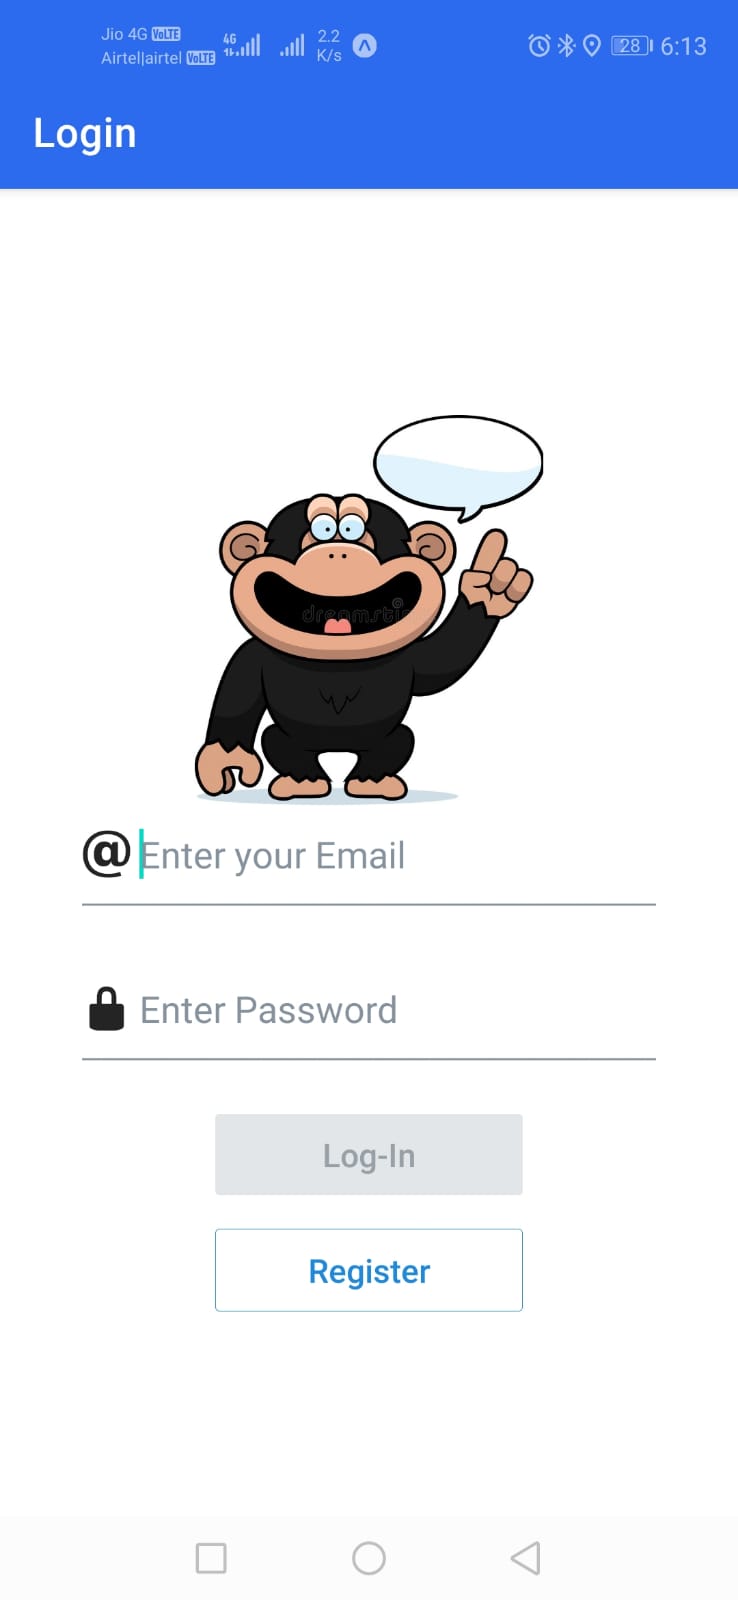 Jio 4G VoLTE
Airtel|airtel VoLTE
4G
2.2
K/s
28
6:13
Login
dreamsti
@ Enter your Email
Enter Password
Log-In
Register